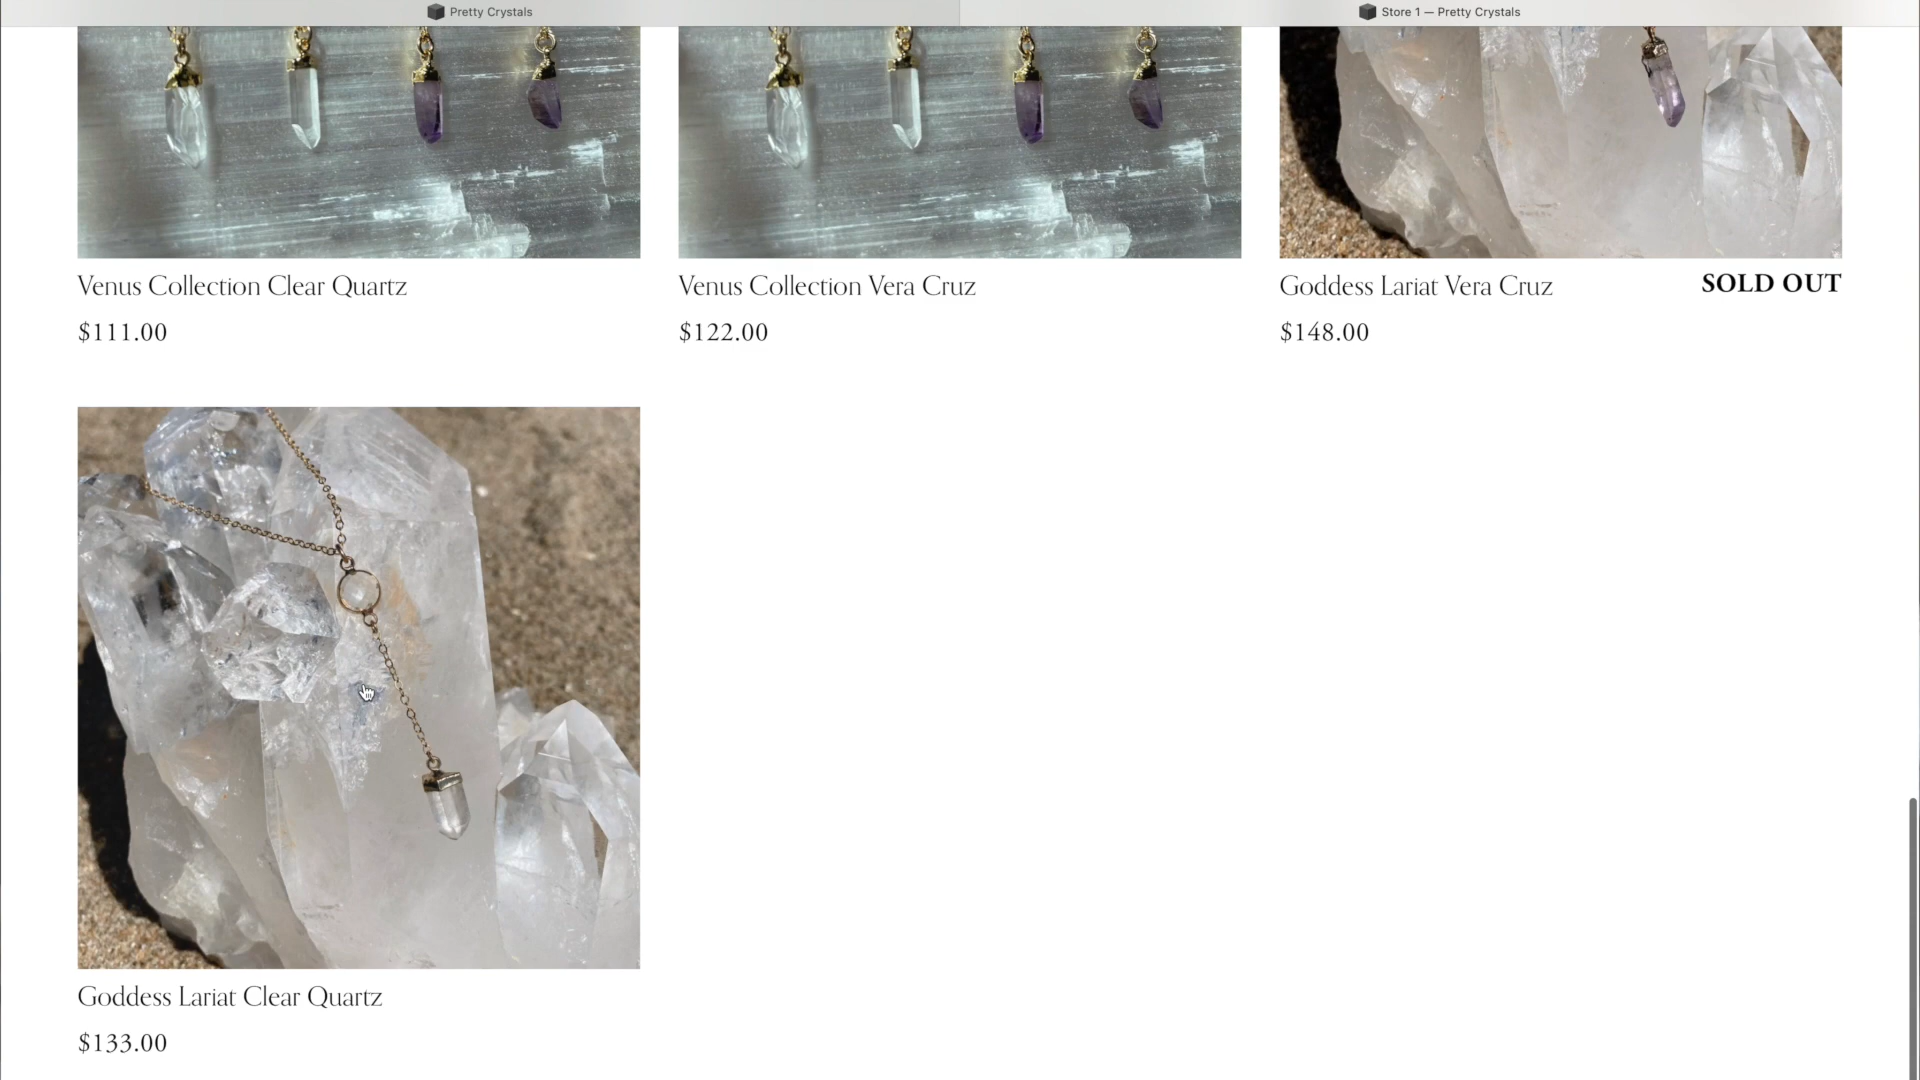 Pretty Crystals
Store 1 — Pretty Crystals
Venus Collection Clear Quartz
$111.00
Venus Collection Vera Cruz
$122.00
Goddess Lariat Vera Cruz
SOLD OUT
$148.00
Goddess Lariat Clear Quartz
$133.00